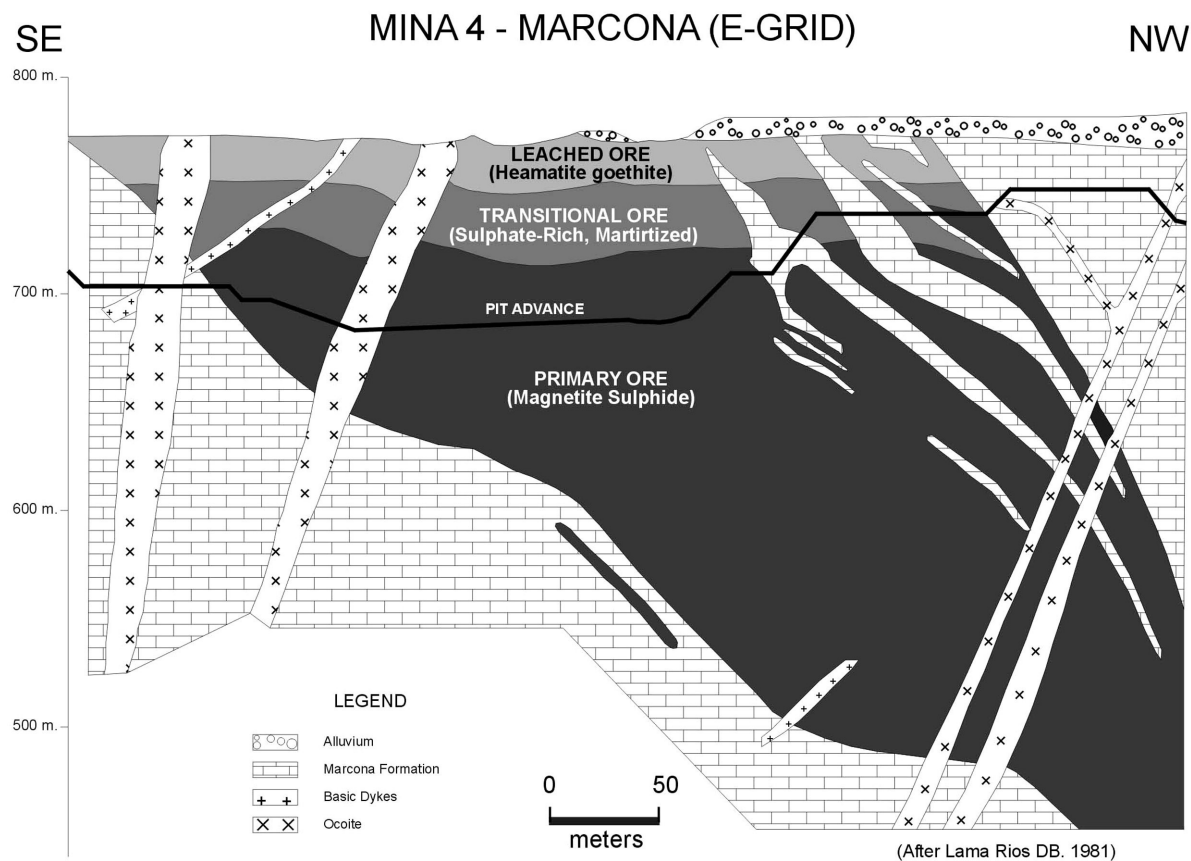 MINA 4 - MARCONA (E-GRID)
SE
NW
800 m.
LEACHED ORE
(Heamatite goethite)
TRANSITIONAL ORE
(Sulphate-Rich, Martirtized)
700 m.
PIT ADVANCE
PRIMARY ORE
(Magnetite Sulphide)
600 m.
500 m.
LEGEND
Alluvium
Marcona Formation
Basic Dykes
Ocoite
0 50
meters
(After Lama Rios DB. 1981)